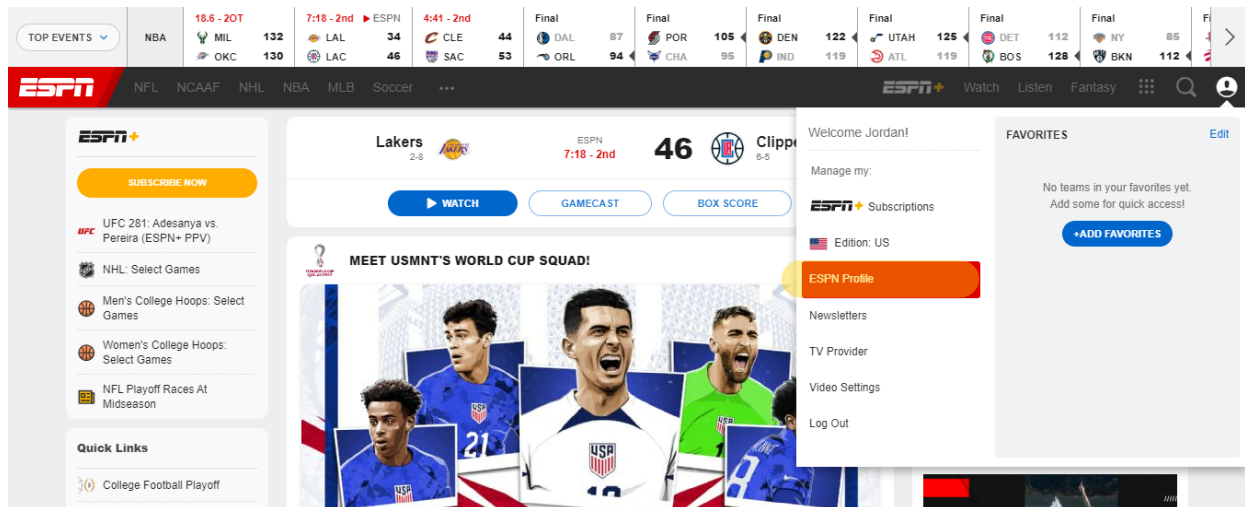 TOP EVENTS
NBA
18.6 - 2OT
MIL 132
OKC 130
7:18 - 2nd ESPN
LAL 34
LAC 46
4:41 - 2nd
CLE 44
SAC 53
Final
DAL 87
ORL 94
Final
POR 105
CHA 95
Final
DEN 122
IND 119
Final
UTAH 125
ATL 119
Final
DET 112
BOS 128
Final
NY 85
BKN 112
ESPN NFL NCAAF NHL NBA MLB Soccer ••• ESPN+ Watch Listen Fantasy
ESPN+
SUBSCRIBE NOW
UFC
UFC 281: Adesanya vs.
Pereira (ESPN+ PPV)
NHL: Select Games
Men's College Hoops: Select
Games
Women's College Hoops:
Select Games
NFL Playoff Races At
Midseason
Quick Links
College Football Playoff
Lakers
2-8
LAKERS
ESPN
7:18 - 2nd
46
Clippe
6-5
WATCH
GAMECAST
BOX SCORE
MEET USMNT'S WORLD CUP SQUAD!
USA
21
USA
10
USA
USA
Welcome Jordan!
Manage my:
ESPN+ Subscriptions
Edition: US
ESPN Profile
Newsletters
TV Provider
Video Settings
Log Out
FAVORITES
Edit
No teams in your favorites yet.
Add some for quick access!
+ADD FAVORITES